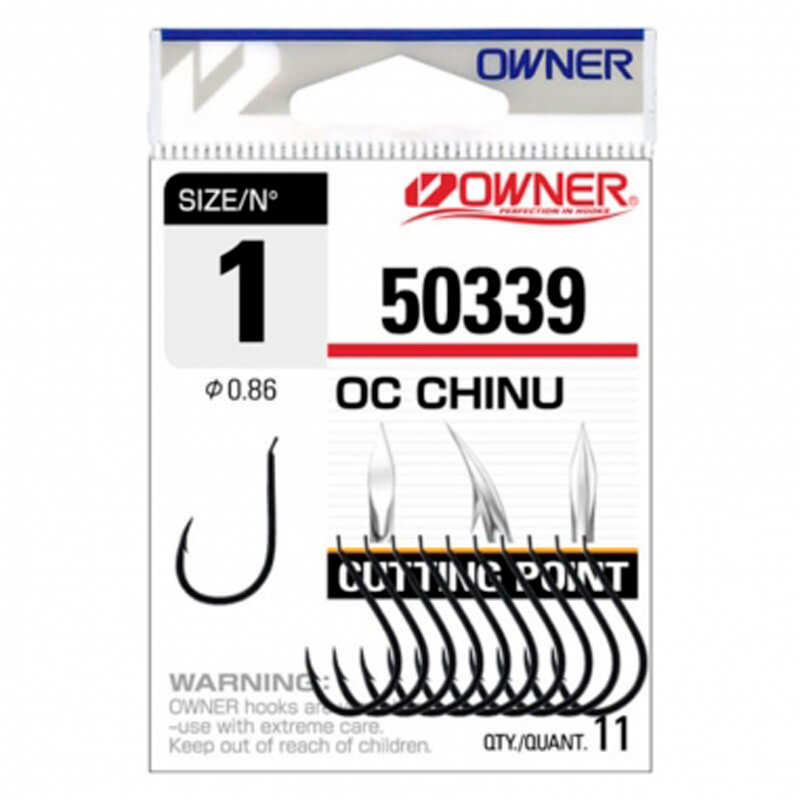 OWNER
SIZE/Nº
1
Φ 0.86
OWNER®
PERFECTION IN HOOKS
50339
OC CHINU
CUTTING POINT
WARNING:
OWNER hooks are
-use with extreme care.
Keep out of reach of children.
QTY./QUANT. 11